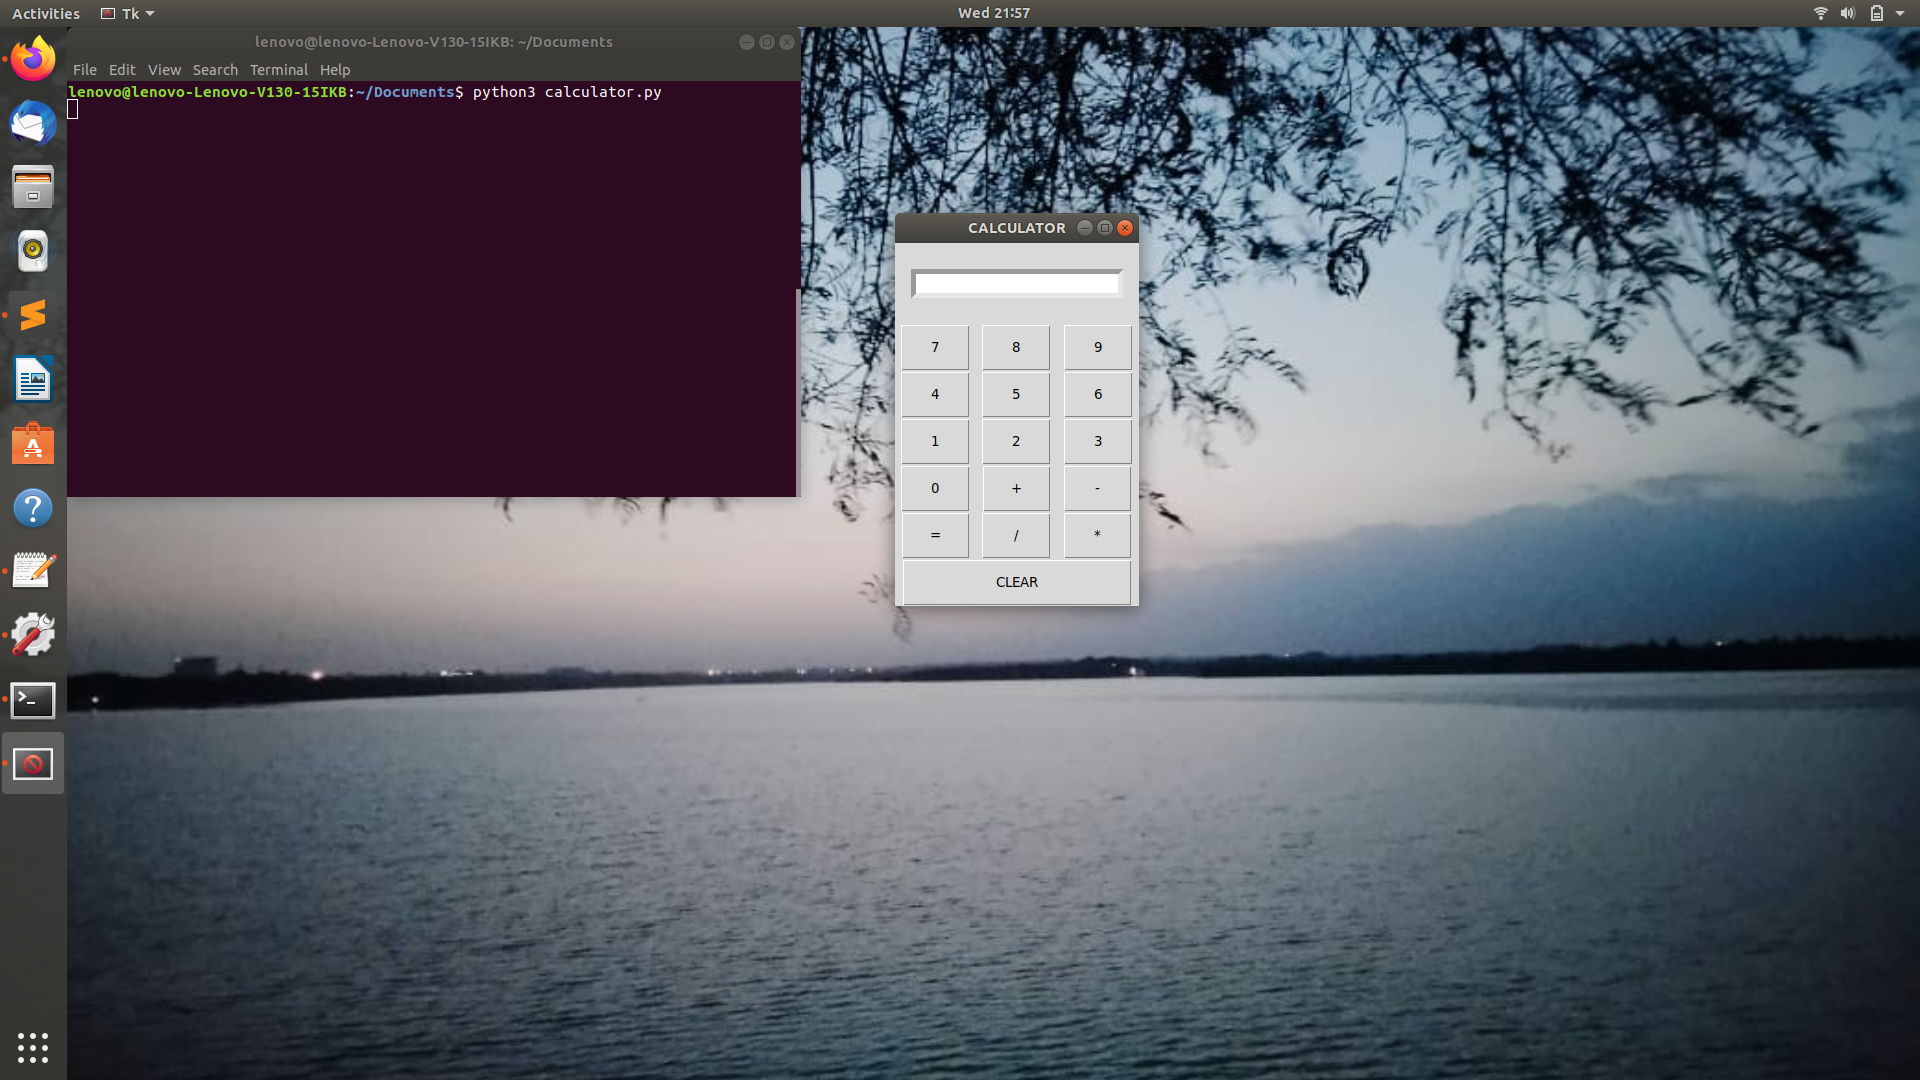 Activities Tk Wed 21:57
lenovo@lenovo-Lenovo-V130-15IKB: ~/Documents
File Edit View Search Terminal Help
lenovo@lenovo-Lenovo-V130-15IKB:~/Documents$ python3 calculator.py
CALCULATOR
7 8 9
4 5 6
1 2 3
0 + -
= / *
CLEAR